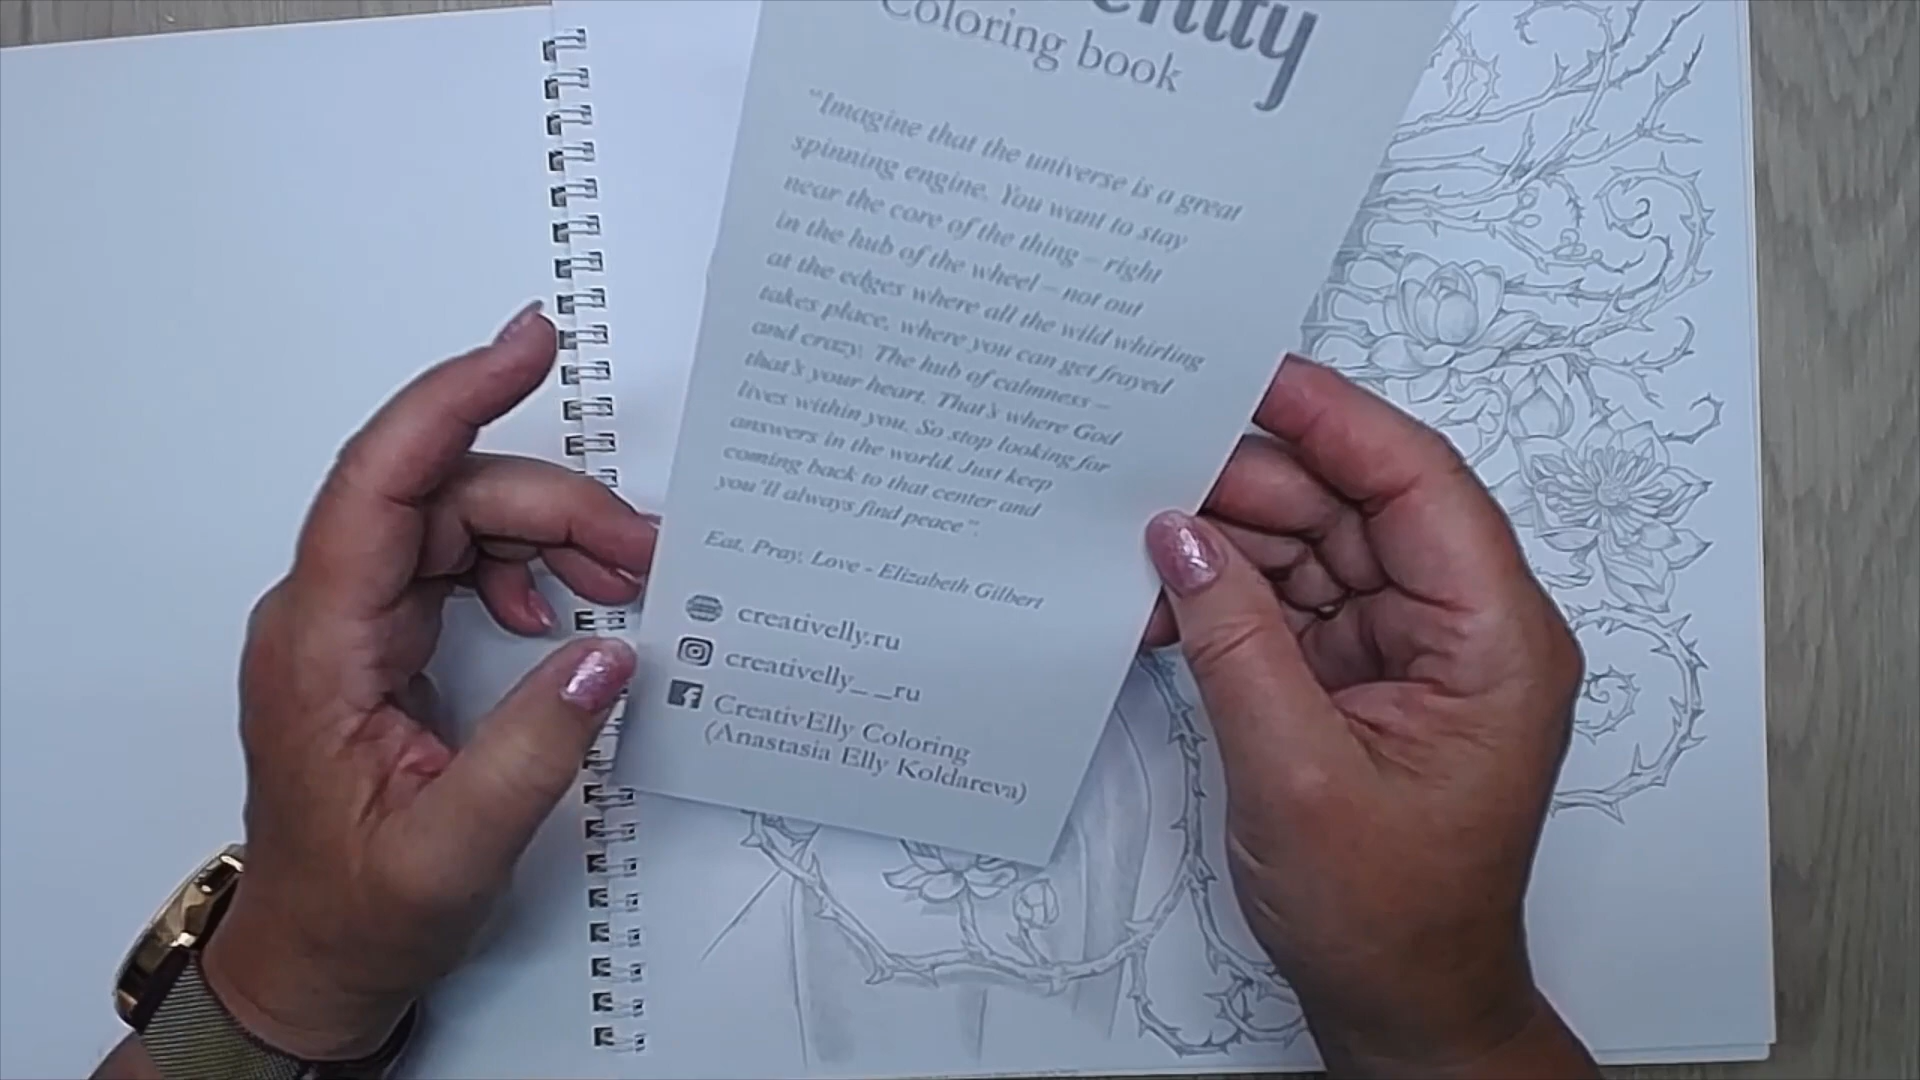 Coloring book
“Imagine that the universe is a great
spinning engine. You want to stay
near the core of the thing – right
in the hub of the wheel – not out
at the edges where all the wild whirling
takes place, where you can get frayed
and crazy. The hub of calmness –
that's your heart. That's where God
lives within you. So stop looking for
answers in the world. Just keep
coming back to that center and
you'll always find peace”.
Eat, Pray, Love - Elizabeth Gilbert
creativelly.ru
creativelly_ _ru
CreativElly Coloring
(Anastasia Elly Koldareva)